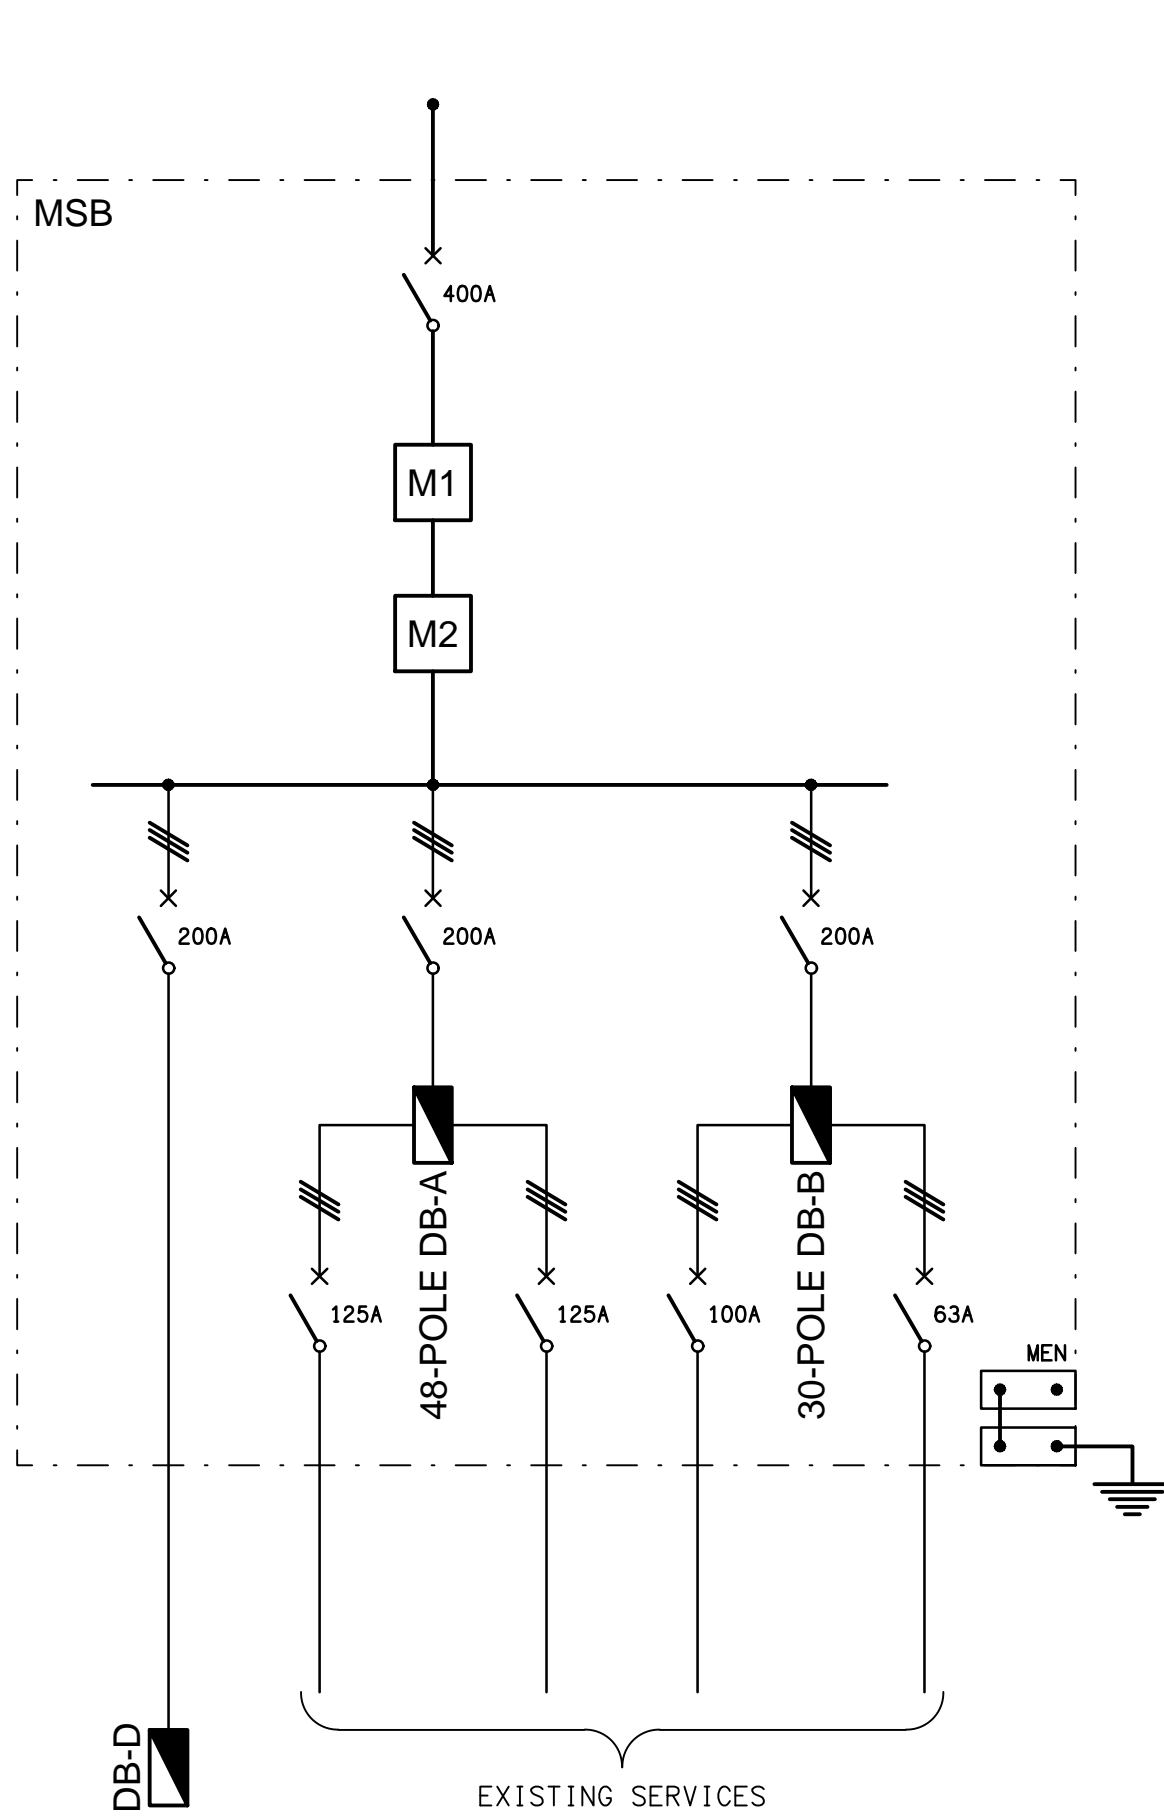 MSB
400A
M1
M2
200A
200A
200A
48-POLE DB-A
30-POLE DB-B
125A
125A
100A
63A
MEN
DB-D
EXISTING SERVICES